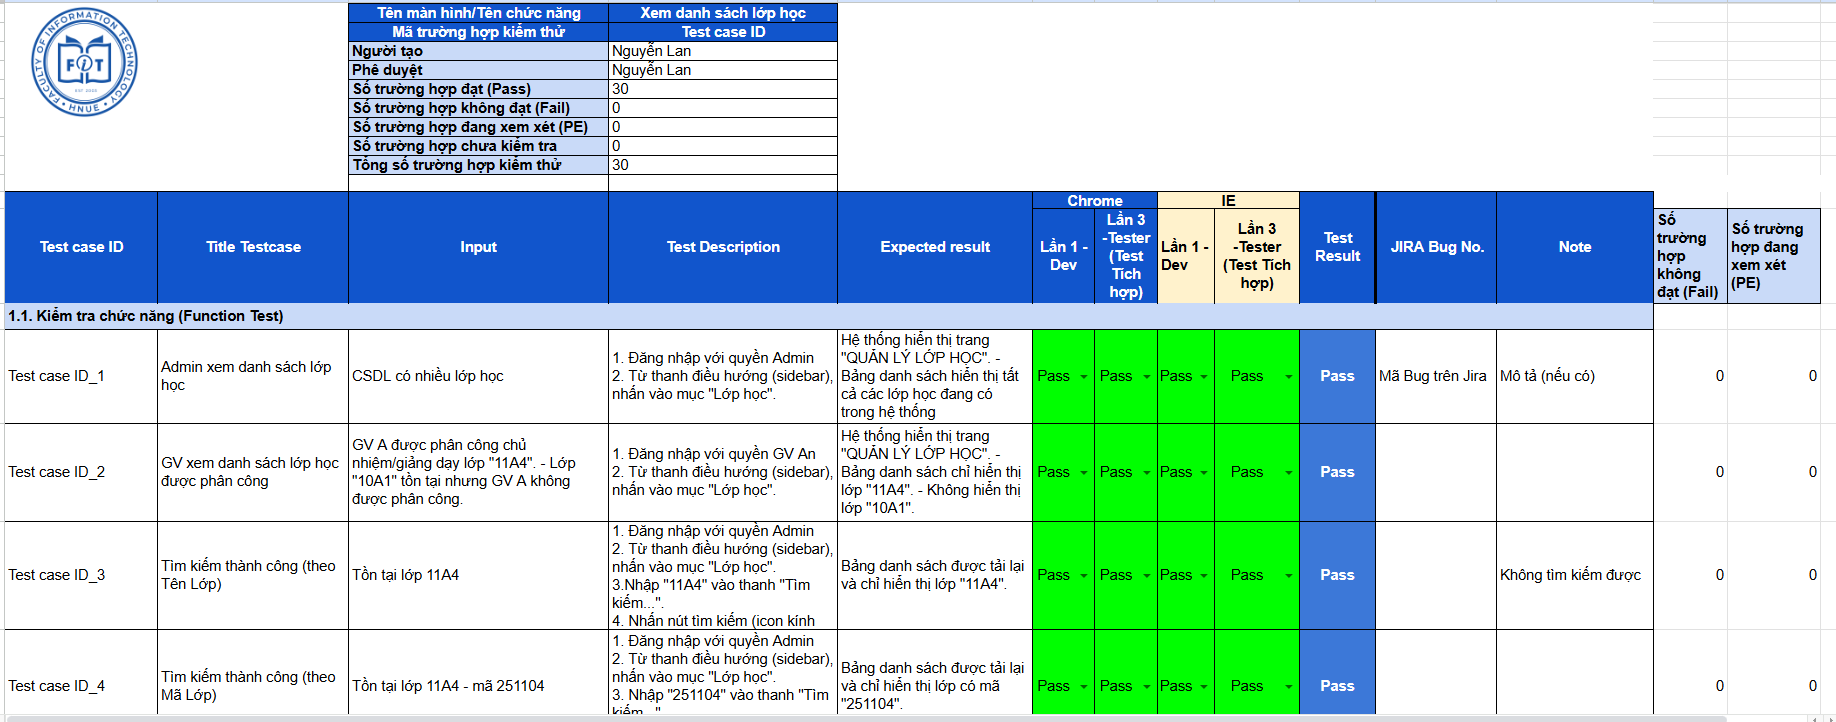 FACULTY OF INFORMATION TECHNOLOGY
FiT
EST 2020
HNUE
Tên màn hình/Tên chức năng
Xem danh sách lớp học
Mã trường hợp kiểm thử
Test case ID
Người tạo
Nguyễn Lan
Phê duyệt
Nguyễn Lan
Số trường hợp đạt (Pass)
30
Số trường hợp không đạt (Fail)
0
Số trường hợp đang xem xét (PE)
0
Số trường hợp chưa kiểm tra
0
Tổng số trường hợp kiểm thử
30
Test case ID
Title Testcase
Input
Test Description
Expected result
Chrome
Lần 1 -
Dev
Lần 3
-Tester
(Test
Tích
hợp)
IE
Lần 1 -
Dev
Lần 3
-Tester
(Test Tích
hợp)
Test
Result
JIRA Bug No.
Note
Số
trường
hợp
không
đạt (Fail)
Số trường
hợp đang
xem xét
(PE)
1.1. Kiểm tra chức năng (Function Test)
Test case ID_1
Admin xem danh sách lớp
học
CSDL có nhiều lớp học
1. Đăng nhập với quyền Admin
2. Từ thanh điều hướng (sidebar),
nhấn vào mục "Lớp học".
Hệ thống hiển thị trang
"QUẢN LÝ LỚP HỌC". -
Bảng danh sách hiển thị tất
cả các lớp học đang có
trong hệ thống
Pass
Pass
Pass
Pass
Pass
Mã Bug trên Jira
Mô tả (nếu có)
0
0
Test case ID_2
GV xem danh sách lớp học
được phân công
GV A được phân công chủ
nhiệm/giảng dạy lớp "11A4". - Lớp
"10A1" tồn tại nhưng GV A không
được phân công.
1. Đăng nhập với quyền GV An
2. Từ thanh điều hướng (sidebar),
nhấn vào mục "Lớp học".
Hệ thống hiển thị trang
"QUẢN LÝ LỚP HỌC". -
Bảng danh sách chỉ hiển thị
lớp "11A4". - Không hiển thị
lớp "10A1".
Pass
Pass
Pass
Pass
Pass
0
0
Test case ID_3
Tìm kiếm thành công (theo
Tên Lớp)
Tồn tại lớp 11A4
1. Đăng nhập với quyền Admin
2. Từ thanh điều hướng (sidebar),
nhấn vào mục "Lớp học".
3.Nhập "11A4" vào thanh "Tìm
kiếm...".
4. Nhấn nút tìm kiếm (icon kính
Bảng danh sách được tải lại
và chỉ hiển thị lớp "11A4".
Pass
Pass
Pass
Pass
Pass
Không tìm kiếm được
0
0
Test case ID_4
Tìm kiếm thành công (theo
Mã Lớp)
Tồn tại lớp 11A4 - mã 251104
1. Đăng nhập với quyền Admin
2. Từ thanh điều hướng (sidebar),
nhấn vào mục "Lớp học".
3. Nhập "251104" vào thanh "Tìm
kiếm...".
Bảng danh sách được tải lại
và chỉ hiển thị lớp có mã
"251104".
Pass
Pass
Pass
Pass
Pass
0
0